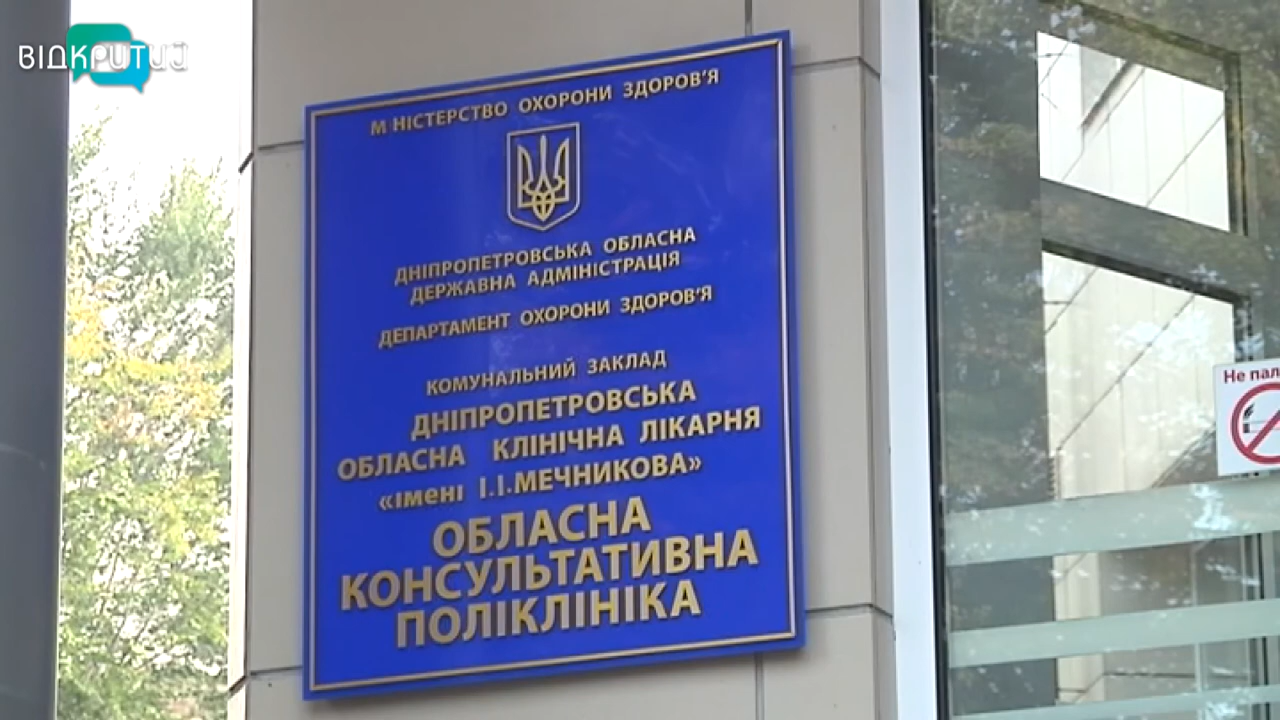 ВІДКРИТИЙ
М НІСТЕРСТВО ОХОРОНИ ЗДОРОВ'Я
ДНІПРОПЕТРОВСЬКА ОБЛАСНА
ДЕРЖАВНА АДМІНІСТРАЦІЯ
ДЕПАРТАМЕНТ ОХОРОНИ ЗДОРОВ'Я
КОМУНАЛЬНИЙ ЗАКЛАД
ДНІПРОПЕТРОВСЬКА
ОБЛАСНА КЛІНІЧНА ЛІКАРНЯ
«імені І.І.МЕЧНИКОВА»
ОБЛАСНА
КОНСУЛЬТАТИВНА
ПОЛІКЛІНІКА
Не пал